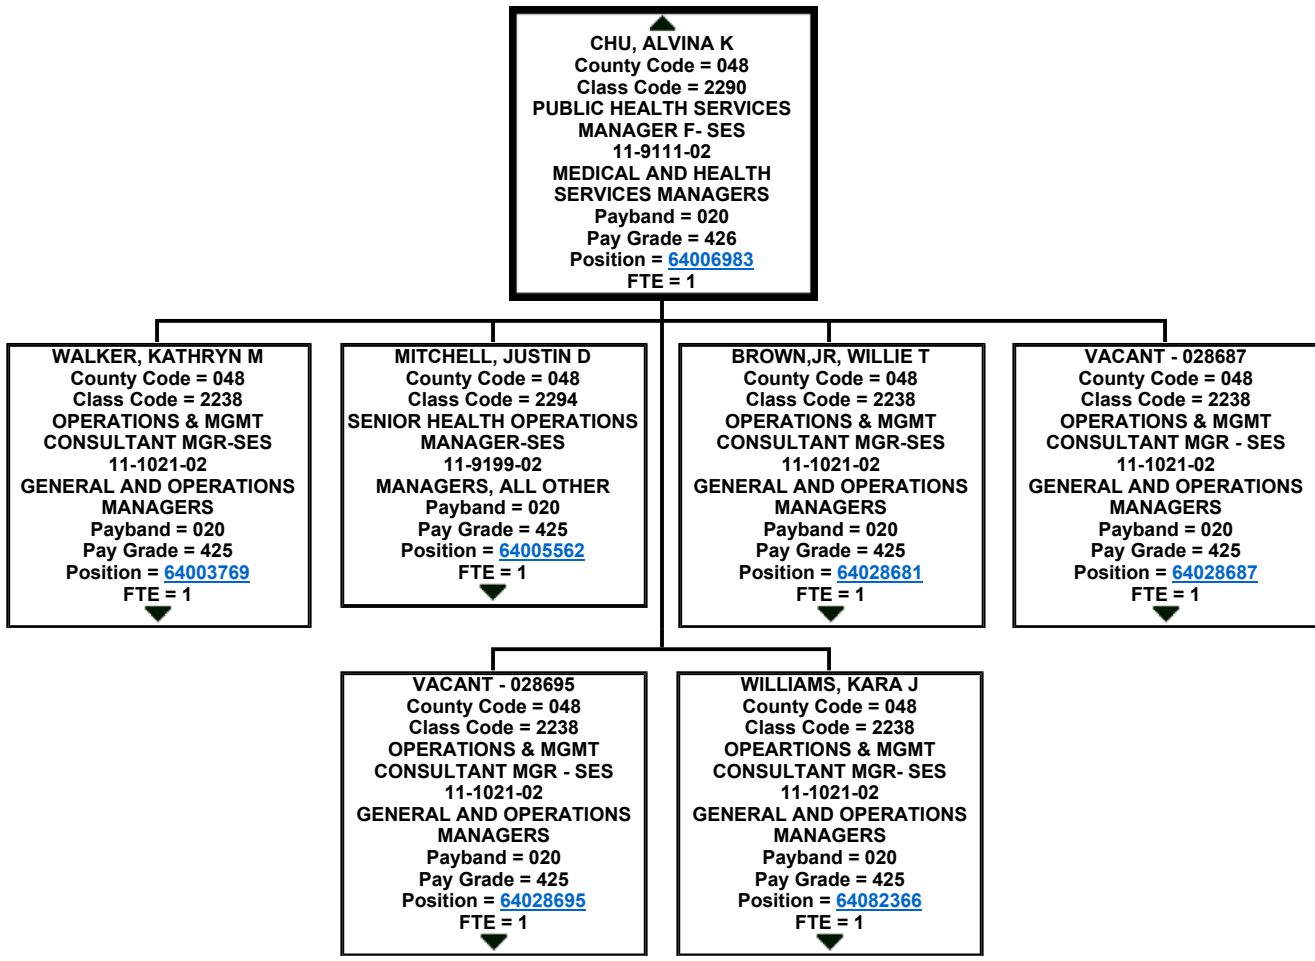 CHU, ALVINA K
County Code = 048
Class Code = 2290
PUBLIC HEALTH SERVICES
MANAGER F- SES
11-9111-02
MEDICAL AND HEALTH
SERVICES MANAGERS
Payband = 020
Pay Grade = 426
Position = 64006983
FTE = 1
WALKER, KATHRYN M
County Code = 048
Class Code = 2238
OPERATIONS & MGMT
CONSULTANT MGR-SES
11-1021-02
GENERAL AND OPERATIONS
MANAGERS
Payband = 020
Pay Grade = 425
Position = 64003769
FTE = 1
MITCHELL, JUSTIN D
County Code = 048
Class Code = 2294
SENIOR HEALTH OPERATIONS
MANAGER-SES
11-9199-02
MANAGERS, ALL OTHER
Payband = 020
Pay Grade = 425
Position = 64005562
FTE = 1
BROWN,JR, WILLIE T
County Code = 048
Class Code = 2238
OPERATIONS & MGMT
CONSULTANT MGR-SES
11-1021-02
GENERAL AND OPERATIONS
MANAGERS
Payband = 020
Pay Grade = 425
Position = 64028681
FTE = 1
VACANT - 028687
County Code = 048
Class Code = 2238
OPERATIONS & MGMT
CONSULTANT MGR - SES
11-1021-02
GENERAL AND OPERATIONS
MANAGERS
Payband = 020
Pay Grade = 425
Position = 64028687
FTE = 1
VACANT - 028695
County Code = 048
Class Code = 2238
OPERATIONS & MGMT
CONSULTANT MGR - SES
11-1021-02
GENERAL AND OPERATIONS
MANAGERS
Payband = 020
Pay Grade = 425
Position = 64028695
FTE = 1
WILLIAMS, KARA J
County Code = 048
Class Code = 2238
OPEARTIONS & MGMT
CONSULTANT MGR- SES
11-1021-02
GENERAL AND OPERATIONS
MANAGERS
Payband = 020
Pay Grade = 425
Position = 64082366
FTE = 1